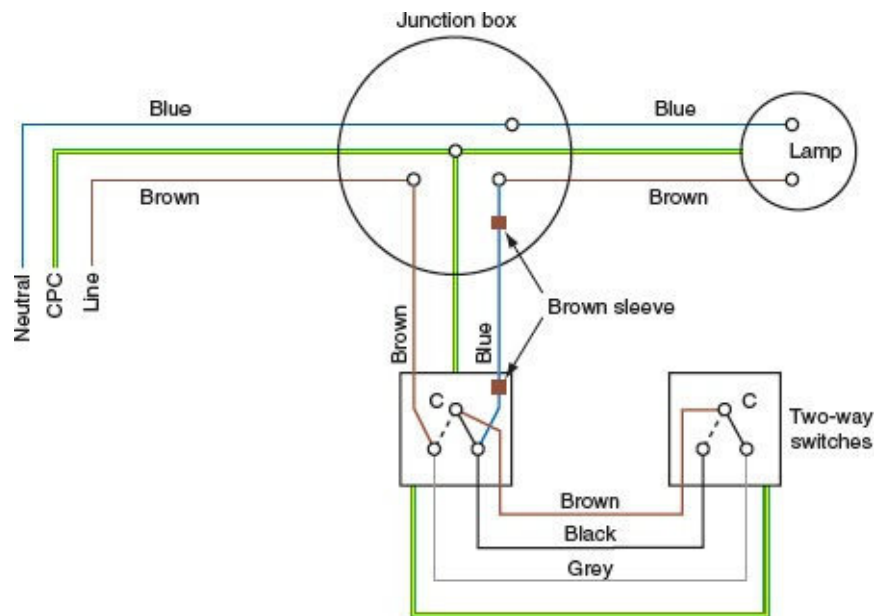 Junction box
Blue
Blue
Lamp
Brown
Brown
Neutral
CPC
Line
Brown
Blue
Brown sleeve
C
C
Two-way
switches
Brown
Black
Grey